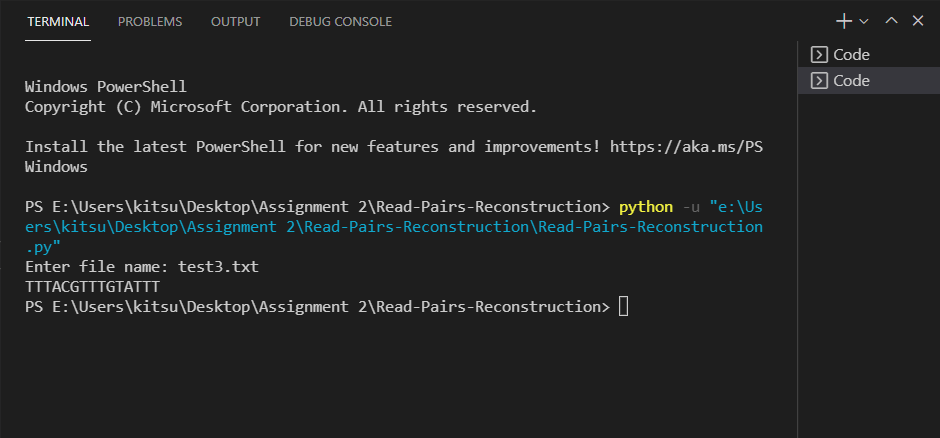 TERMINAL PROBLEMS OUTPUT DEBUG CONSOLE
Code
Code
Windows PowerShell
Copyright (C) Microsoft Corporation. All rights reserved.
Install the latest PowerShell for new features and improvements! https://aka.ms/PS
Windows
PS E:\Users\kitsu\Desktop\Assignment 2\Read-Pairs-Reconstruction> python -u "e:\Us
ers\kitsu\Desktop\Assignment 2\Read-Pairs-Reconstruction\Read-Pairs-Reconstruction
.py"
Enter file name: test3.txt
TTTACGTTTGTATTT
PS E:\Users\kitsu\Desktop\Assignment 2\Read-Pairs-Reconstruction>